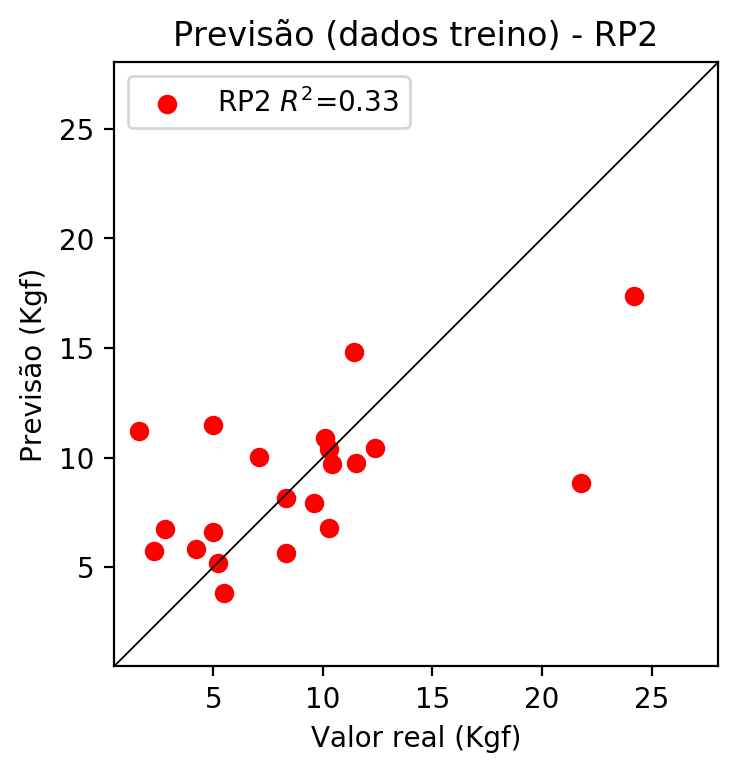 Previsão (dados treino) - RP2
RP2 R²=0.33
25
20
15
10
5
Previsão (Kgf)
5 10 15 20 25
Valor real (Kgf)